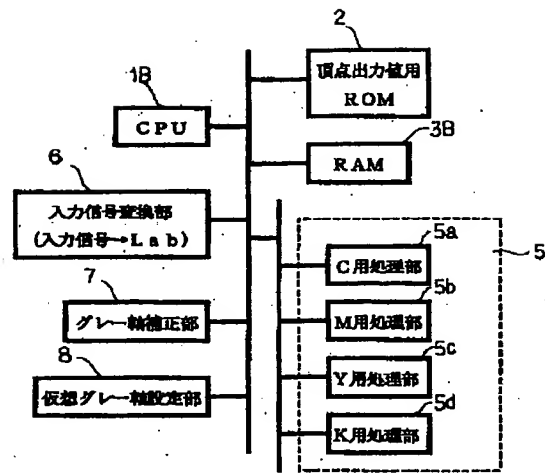 2
頂点出力値用
ROM
1B
CPU
3B
RAM
6
入力信号変換部
(入力信号→Lab)
5a
C用処理部
5
5b
M用処理部
7
グレー軸補正部
5c
Y用処理部
8
仮想グレー軸設定部
5d
K用処理部